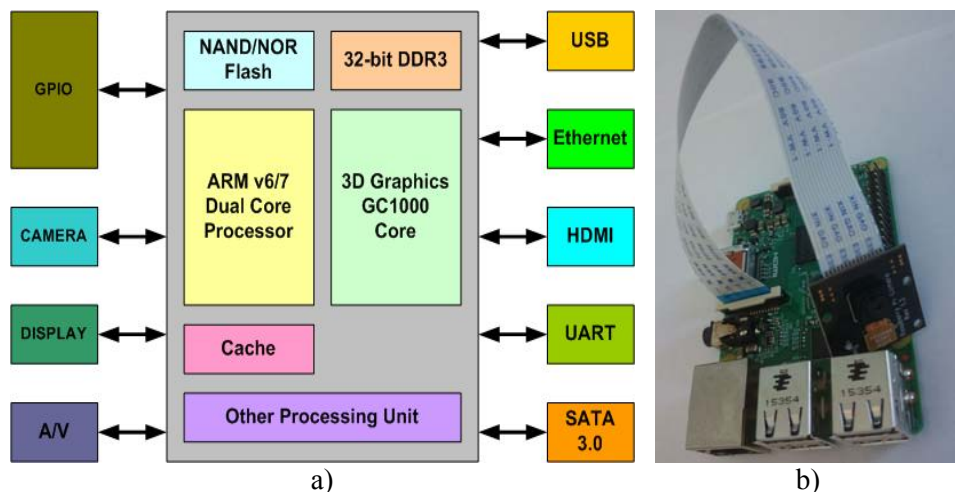 GPIO
CAMERA
DISPLAY
A/V
NAND/NOR
Flash
32-bit DDR3
ARM v6/7
Dual Core
Processor
3D Graphics
GC1000
Core
Cache
Other Processing Unit
USB
Ethernet
HDMI
UART
SATA
3.0
a)
15354
15354
b)